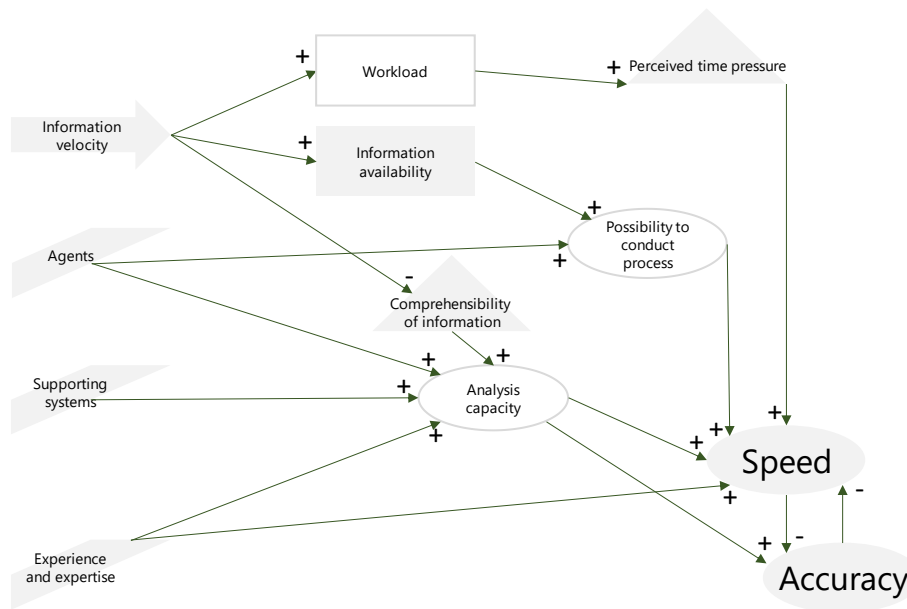 +
Workload
+
Perceived time pressure
Information
velocity
+
Information
availability
+
Possibility to
conduct
process
+
Agents
-
Comprehensibility
of information
+
+
Supporting
systems
+
Analysis
capacity
+
+
+
+
Speed
+
-
-
+
Experience
and expertise
Accuracy